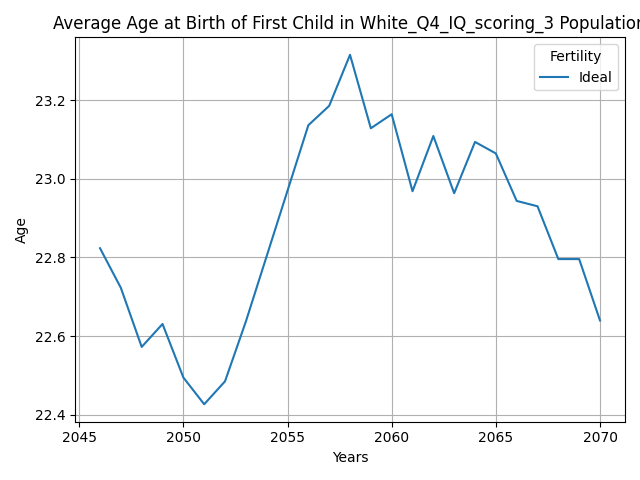 Average Age at Birth of First Child in White_Q4_IQ_scoring_3 Population
Fertility
Ideal
23.2
23.0
22.8
22.6
22.4
Age
2045 2050 2055 2060 2065 2070
Years